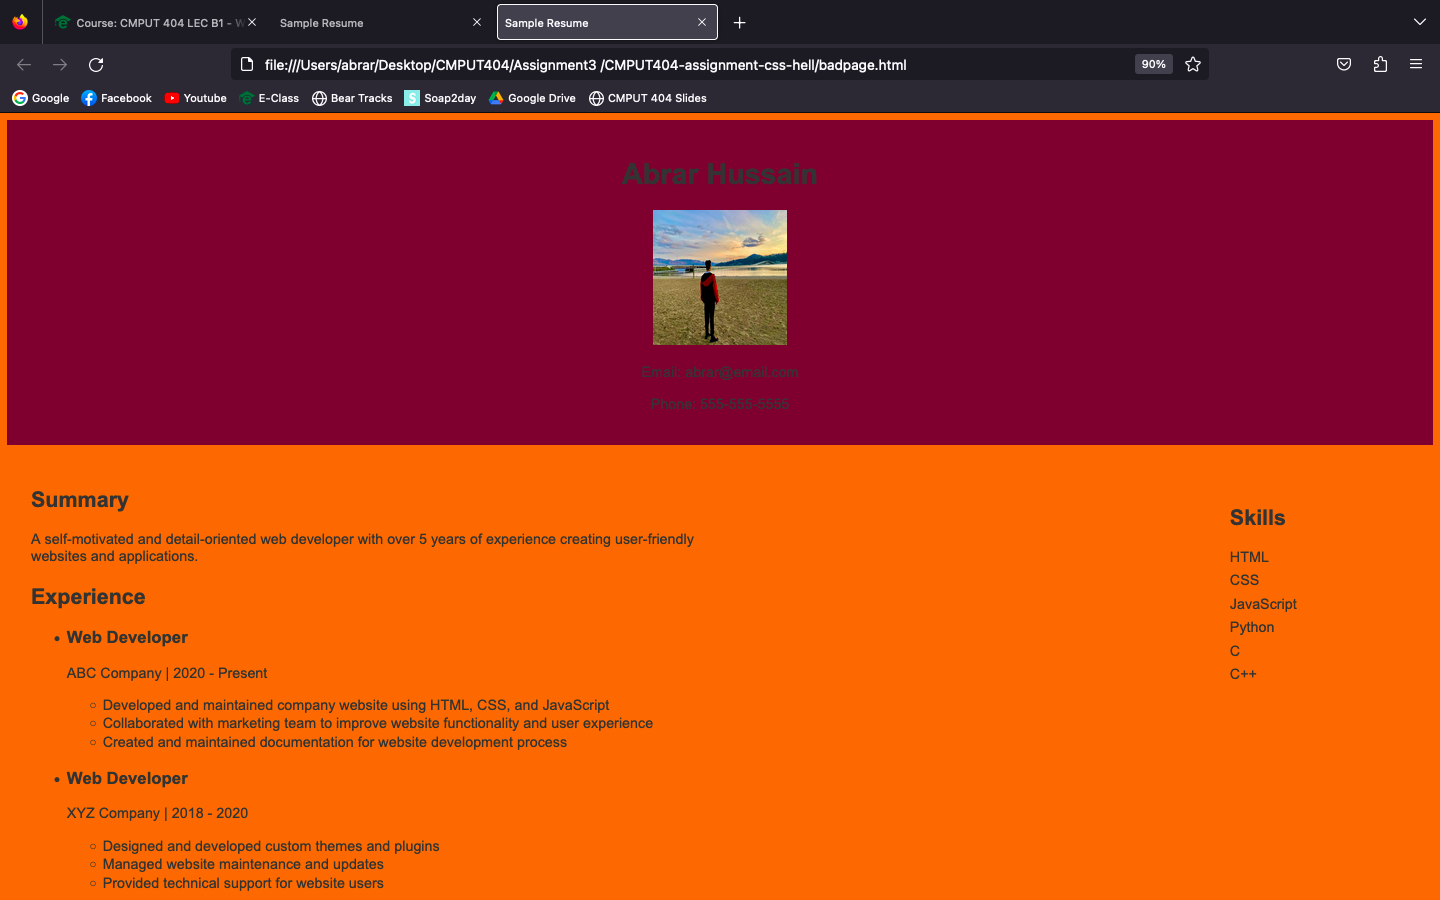 Course: CMPUT 404 LEC B1 - W
Sample Resume
Sample Resume
file:///Users/abrar/Desktop/CMPUT404/Assignment3 /CMPUT404-assignment-css-hell/badpage.html
90%
Google
Facebook
Youtube
E-Class
Bear Tracks
S
Soap2day
Google Drive
CMPUT 404 Slides
Abrar Hussain
Email: abrar@email.com
Phone: 555-555-5555
Summary
A self-motivated and detail-oriented web developer with over 5 years of experience creating user-friendly
websites and applications.
Experience
• Web Developer
ABC Company | 2020 - Present
◦ Developed and maintained company website using HTML, CSS, and JavaScript
◦ Collaborated with marketing team to improve website functionality and user experience
◦ Created and maintained documentation for website development process
• Web Developer
XYZ Company | 2018 - 2020
◦ Designed and developed custom themes and plugins
◦ Managed website maintenance and updates
◦ Provided technical support for website users
Skills
HTML
CSS
JavaScript
Python
C
C++